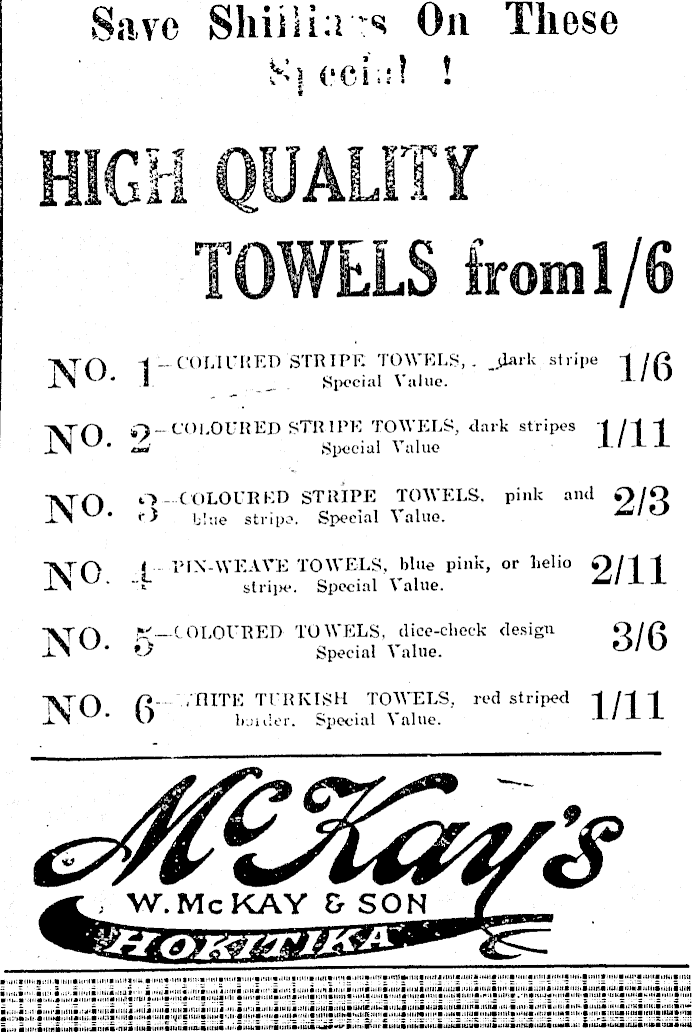 Save Shillings On These
Special !
HIGH QUALITY
TOWELS from 1/6
NO. 1—COLIURED STRIPE TOWELS, . dark stripe 1/6
Special Value.
NO. 2—COLOURED STRIPE TOWELS, dark stripes 1/11
Special Value
NO. 3—COLOURED STRIPE TOWELS, pink and 2/3
blue stripe. Special Value.
NO. 4— PIN-WEAVE TOWELS, blue pink, or helio 2/11
stripe. Special Value.
NO. 5—COLOURED TOWELS, dice-check design 3/6
Special Value.
NO. 6—WHITE TURKISH TOWELS, red striped 1/11
border. Special Value.
McKay's
W. McKAY & SON
HOKITIKA